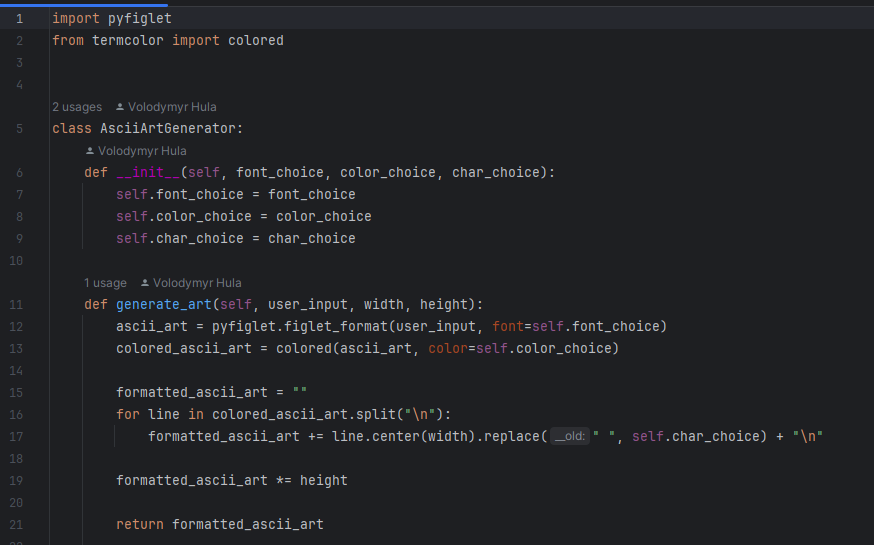 1 import pyfiglet
2 from termcolor import colored
3
4
2 usages Volodymyr Hula
5 class AsciiArtGenerator:
Volodymyr Hula
6 def __init__(self, font_choice, color_choice, char_choice):
7 self.font_choice = font_choice
8 self.color_choice = color_choice
9 self.char_choice = char_choice
10
1 usage Volodymyr Hula
11 def generate_art(self, user_input, width, height):
12 ascii_art = pyfiglet.figlet_format(user_input, font=self.font_choice)
13 colored_ascii_art = colored(ascii_art, color=self.color_choice)
14
15 formatted_ascii_art = ""
16 for line in colored_ascii_art.split("\n"):
17 formatted_ascii_art += line.center(width).replace( __old: " ", self.char_choice) + "\n"
18
19 formatted_ascii_art *= height
20
21 return formatted_ascii_art